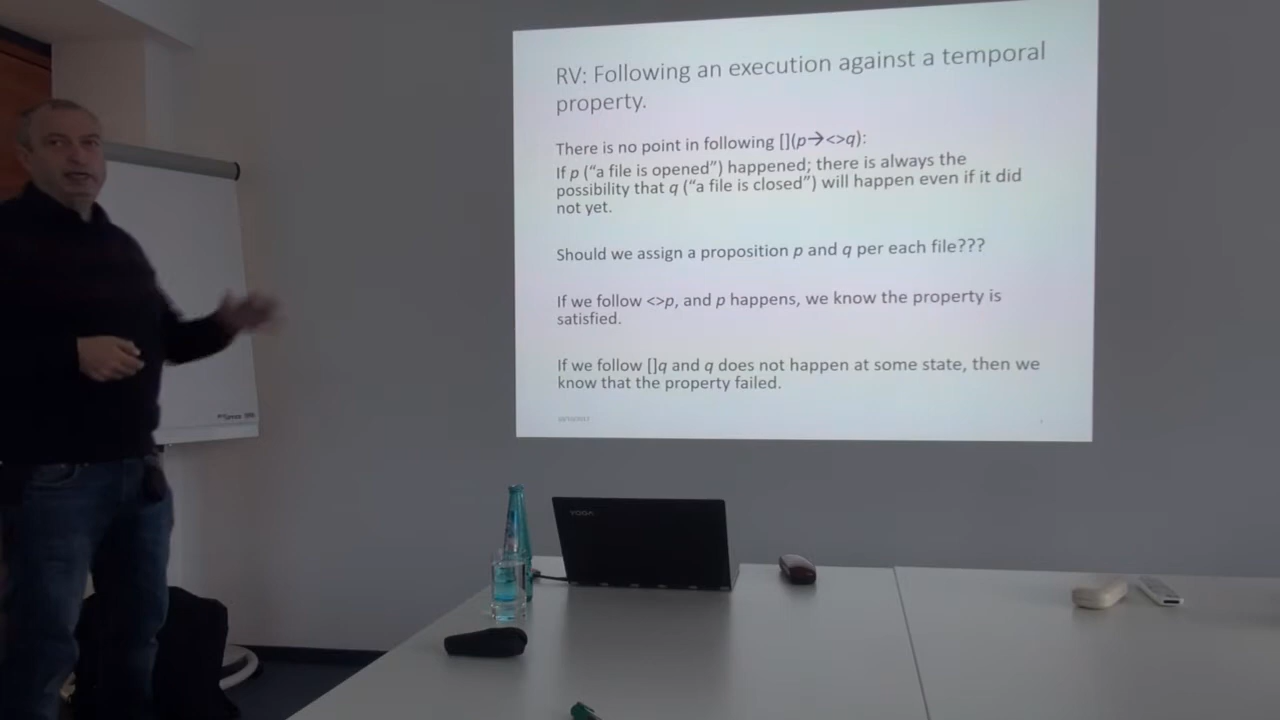 RV: Following an execution against a temporal
property.
There is no point in following [](p→<>q):
If p (“a file is opened”) happened; there is always the
possibility that q (“a file is closed”) will happen even if it did
not yet.
Should we assign a proposition p and q per each file???
If we follow <>p, and p happens, we know the property is
satisfied.
If we follow []q and q does not happen at some state, then we
know that the property failed.
YOGA